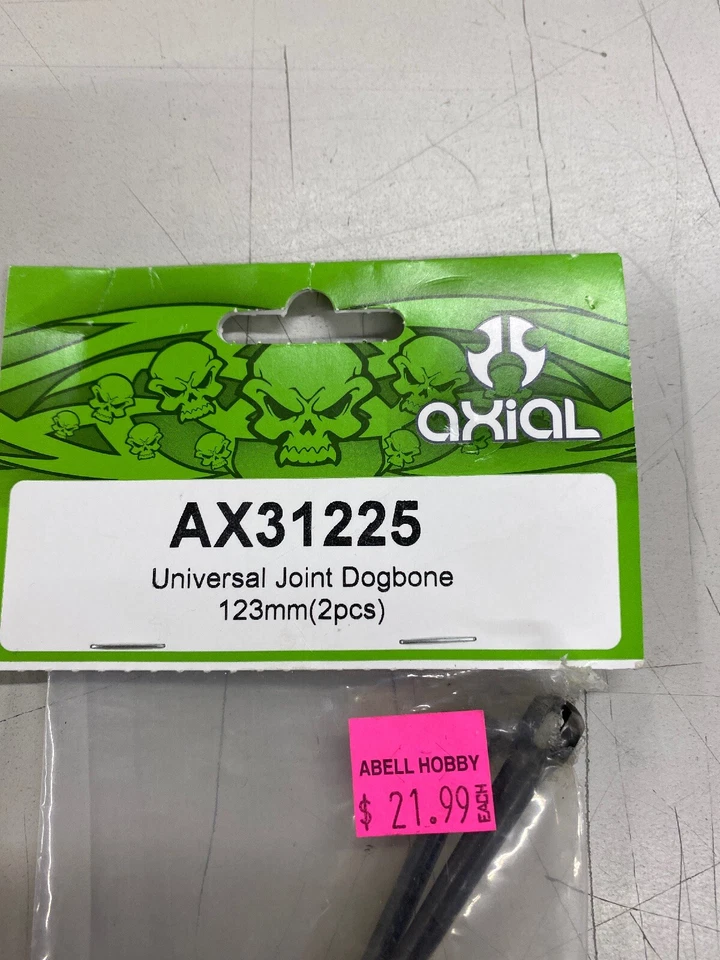 axial
AX31225
Universal Joint Dogbone
123mm(2pcs)
ABELL HOBBY
$ 21.99 EACH